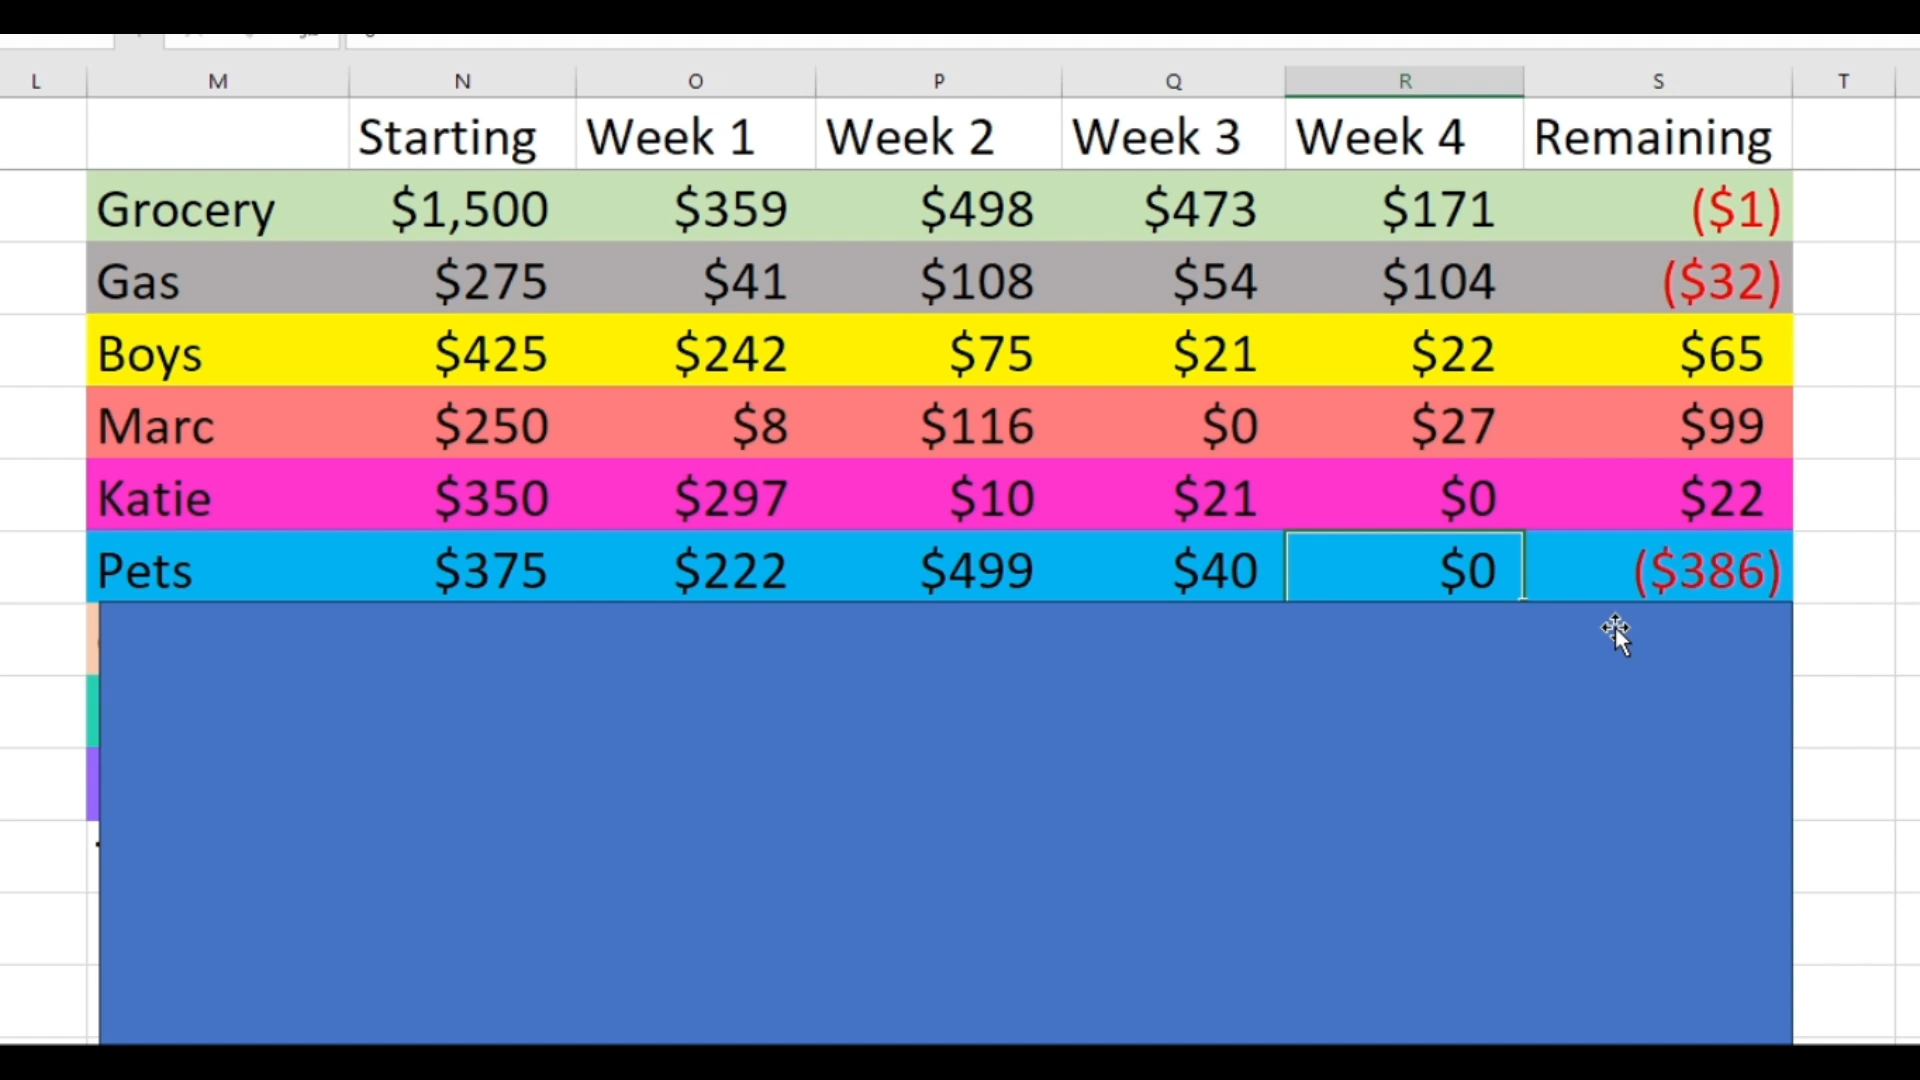 L M N O P Q R S T
Starting Week 1 Week 2 Week 3 Week 4 Remaining
Grocery $1,500 $359 $498 $473 $171 ($1)
Gas $275 $41 $108 $54 $104 ($32)
Boys $425 $242 $75 $21 $22 $65
Marc $250 $8 $116 $0 $27 $99
Katie $350 $297 $10 $21 $0 $22
Pets $375 $222 $499 $40 $0 ($386)